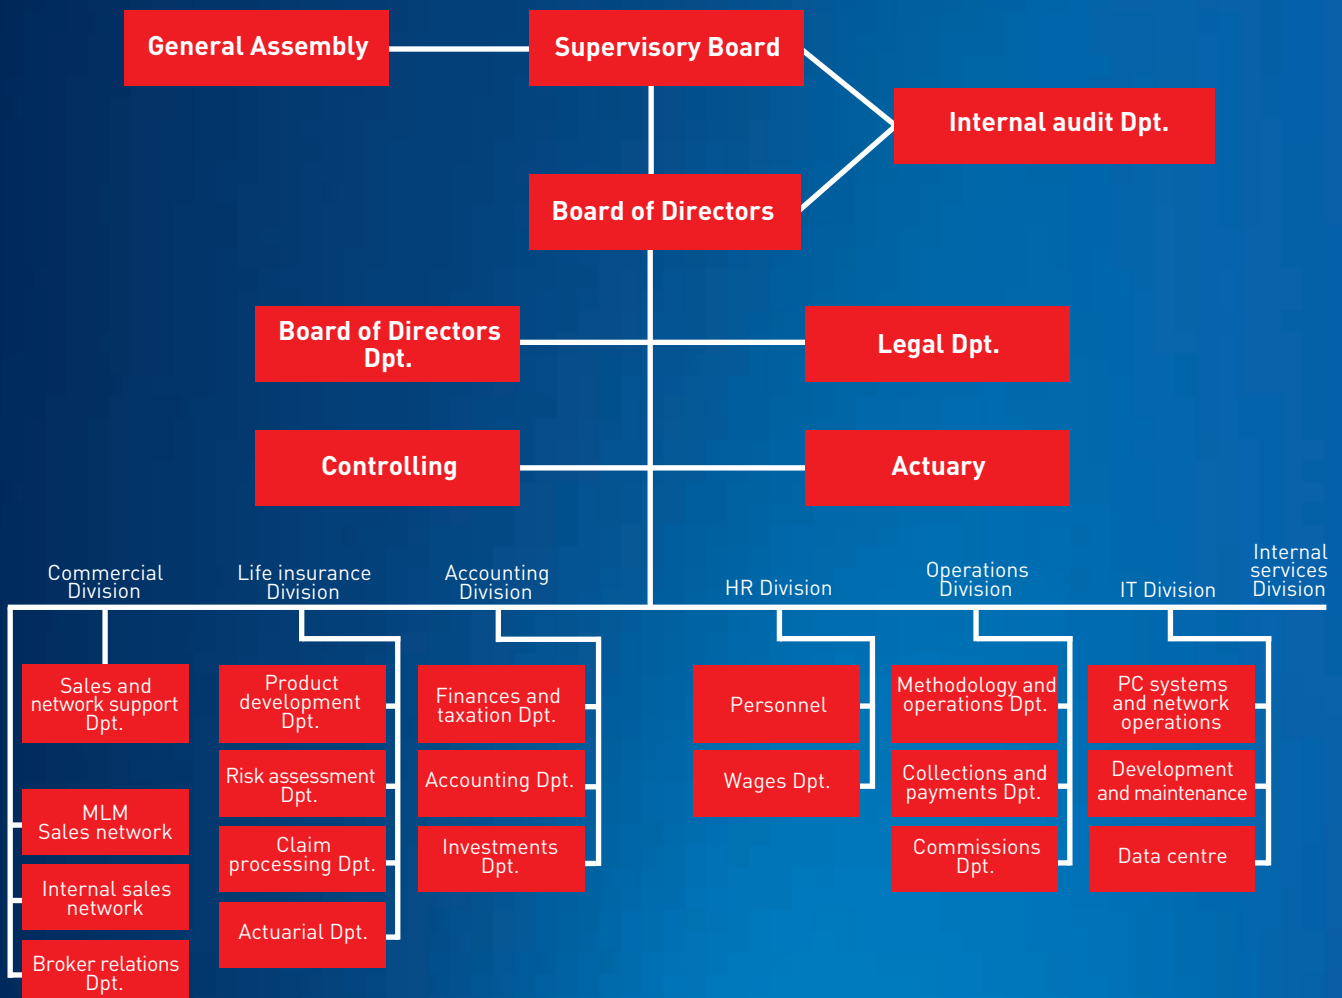 General Assembly
Supervisory Board
Internal audit Dpt.
Board of Directors
Board of Directors
Dpt.
Legal Dpt.
Controlling
Actuary
Commercial
Division
Life insurance
Division
Accounting
Division
HR Division
Operations
Division
IT Division
Internal
services
Division
Sales and
network support
Dpt.
MLM
Sales network
Internal sales
network
Broker relations
Dpt.
Product
development
Dpt.
Risk assessment
Dpt.
Claim
processing Dpt.
Actuarial Dpt.
Finances and
taxation Dpt.
Accounting Dpt.
Investments
Dpt.
Personnel
Wages Dpt.
Methodology and
operations Dpt.
Collections and
payments Dpt.
Commissions
Dpt.
PC systems
and network
operations
Development
and maintenance
Data centre